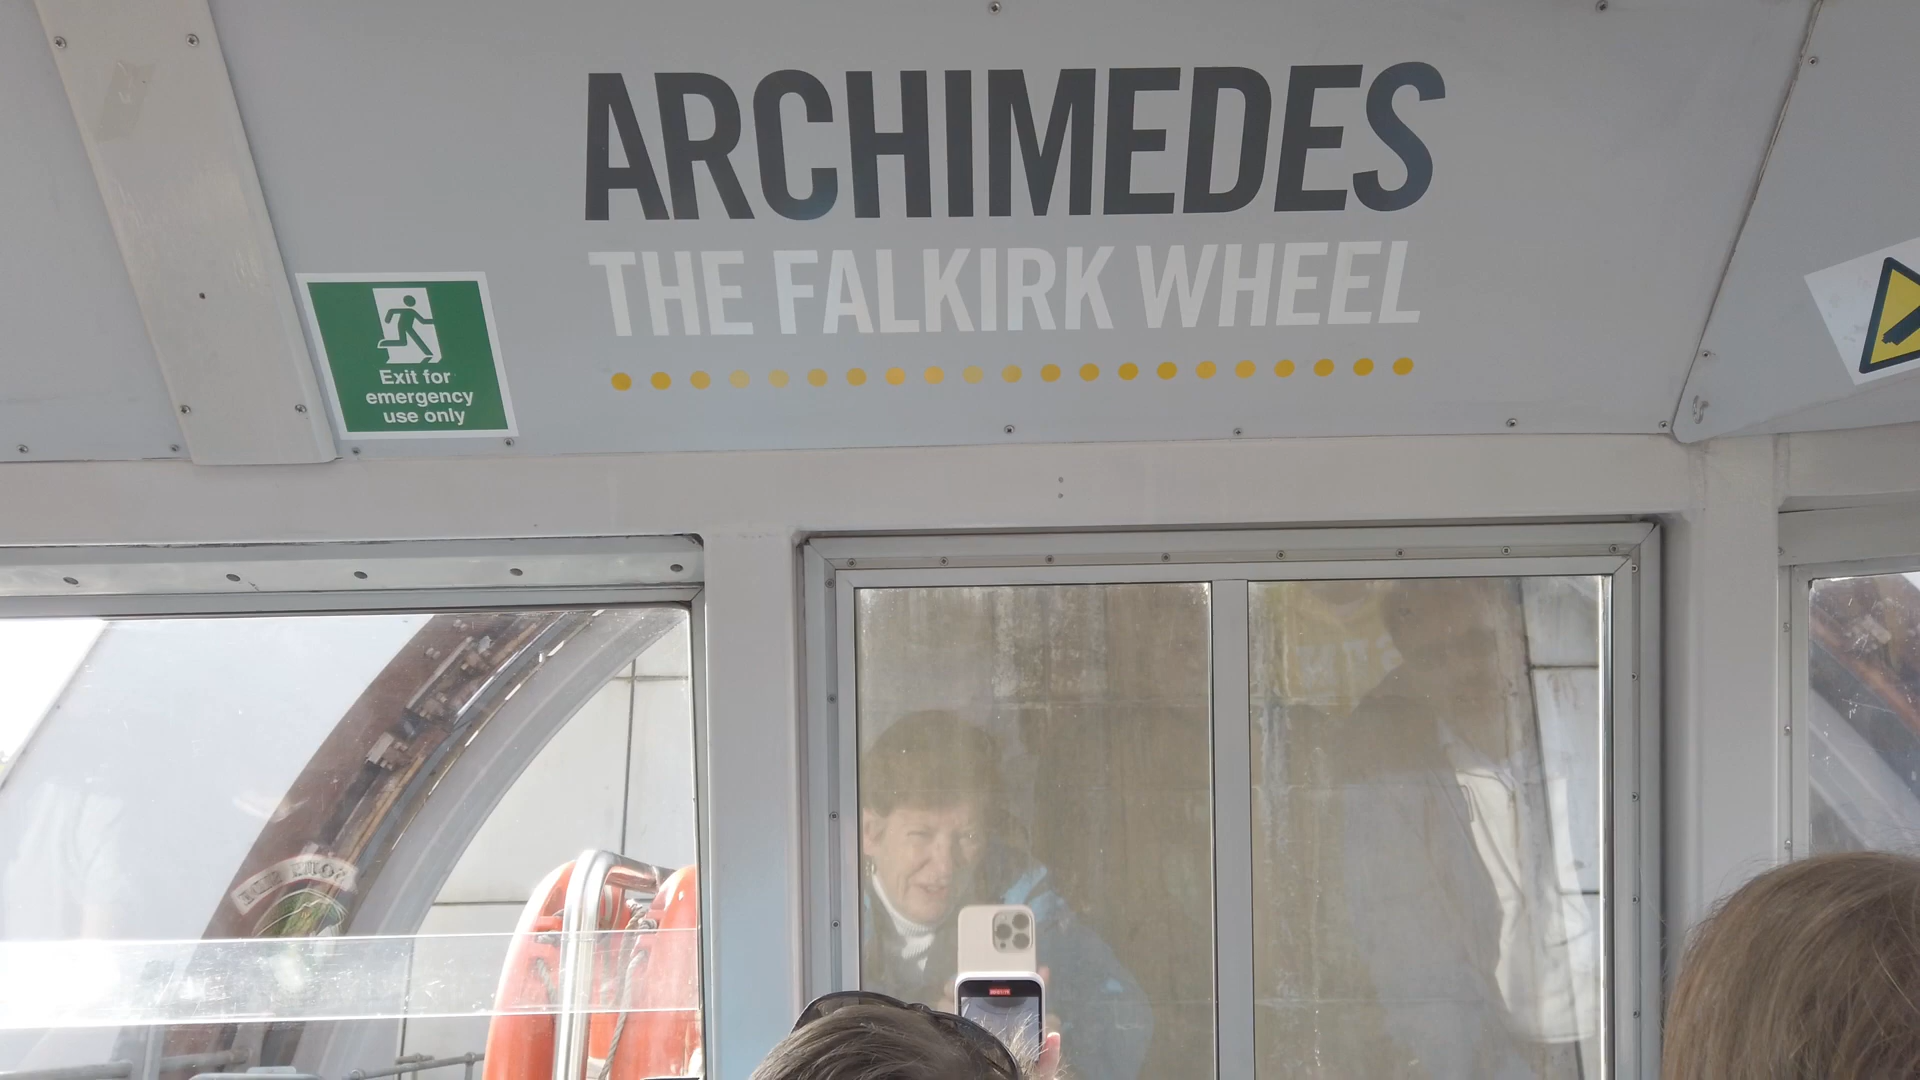 ARCHIMEDES
THE FALKIRK WHEEL
Exit for
emergency
use only